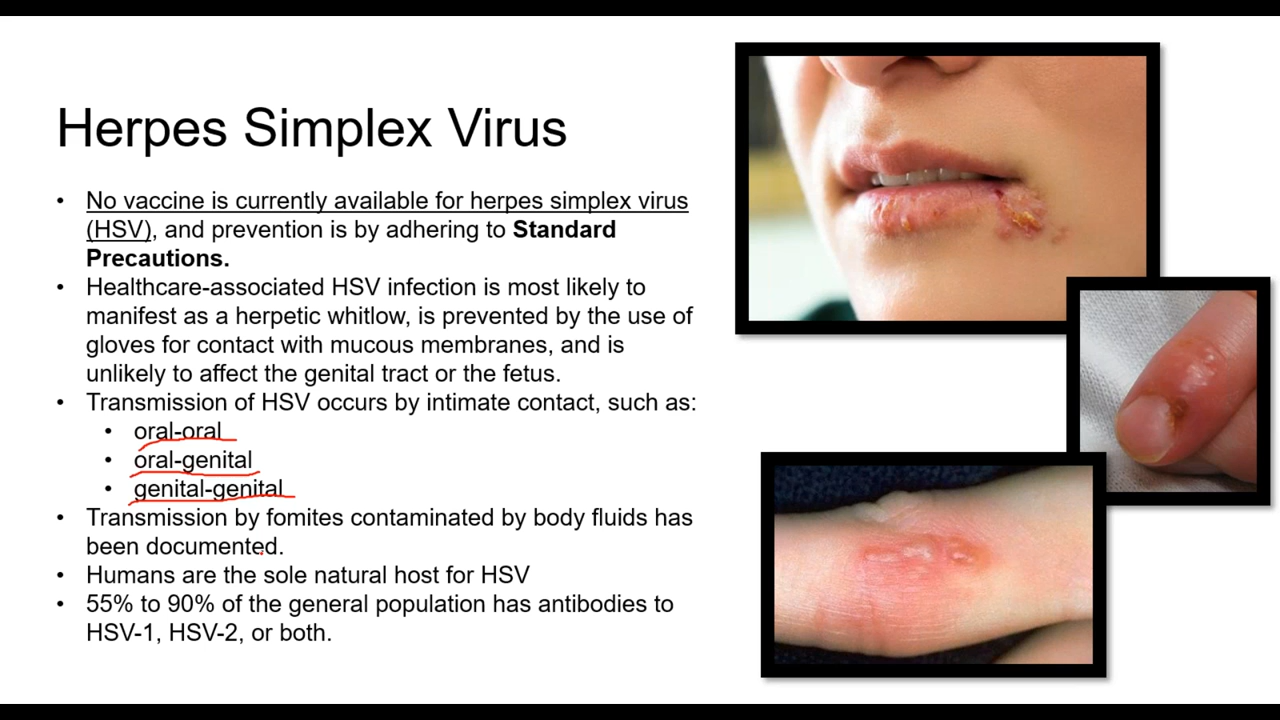 Herpes Simplex Virus
• No vaccine is currently available for herpes simplex virus
(HSV), and prevention is by adhering to Standard
Precautions.
• Healthcare-associated HSV infection is most likely to
manifest as a herpetic whitlow, is prevented by the use of
gloves for contact with mucous membranes, and is
unlikely to affect the genital tract or the fetus.
• Transmission of HSV occurs by intimate contact, such as:
• oral-oral
• oral-genital
• genital-genital
• Transmission by fomites contaminated by body fluids has
been documented.
• Humans are the sole natural host for HSV
• 55% to 90% of the general population has antibodies to
HSV-1, HSV-2, or both.